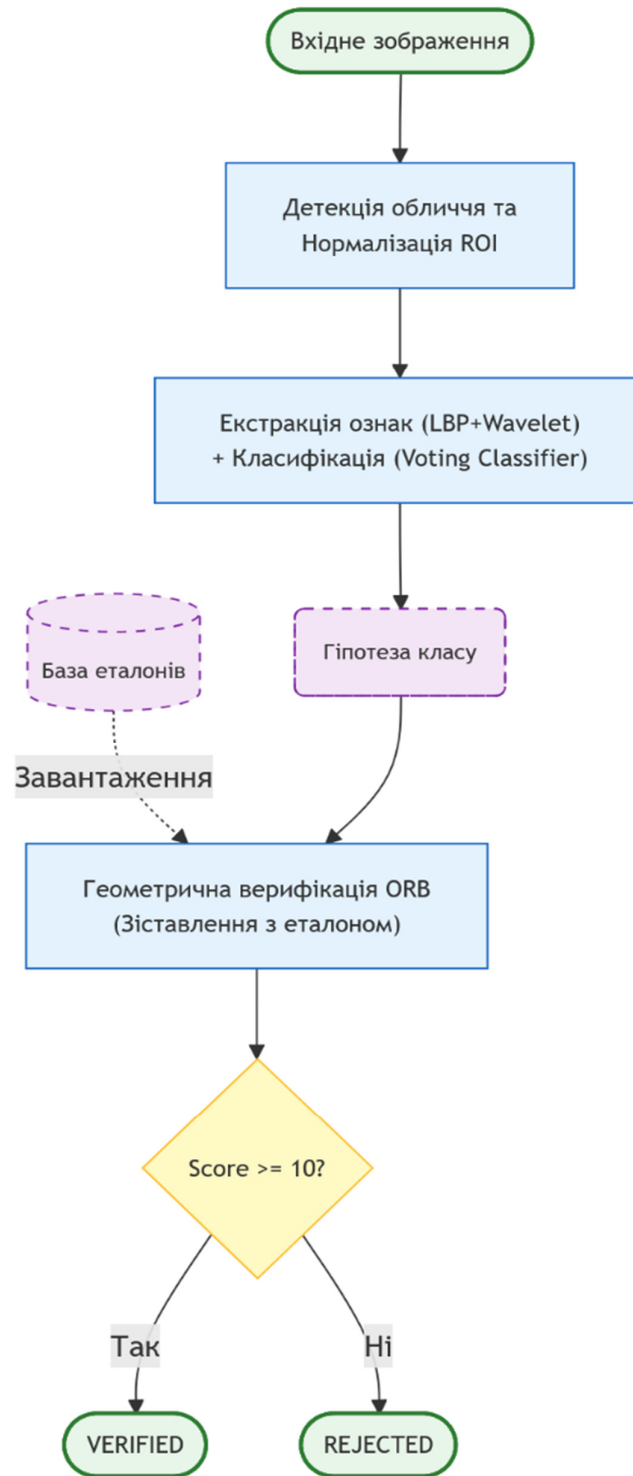 Вхідне зображення
Детекція обличчя та
Нормалізація ROI
Екстракція ознак (LBP+Wavelet)
+ Класифікація (Voting Classifier)
База еталонів
Гіпотеза класу
Завантаження
Геометрична верифікація ORB
(Зіставлення з еталоном)
Score >= 10?
Так
Ні
VERIFIED
REJECTED